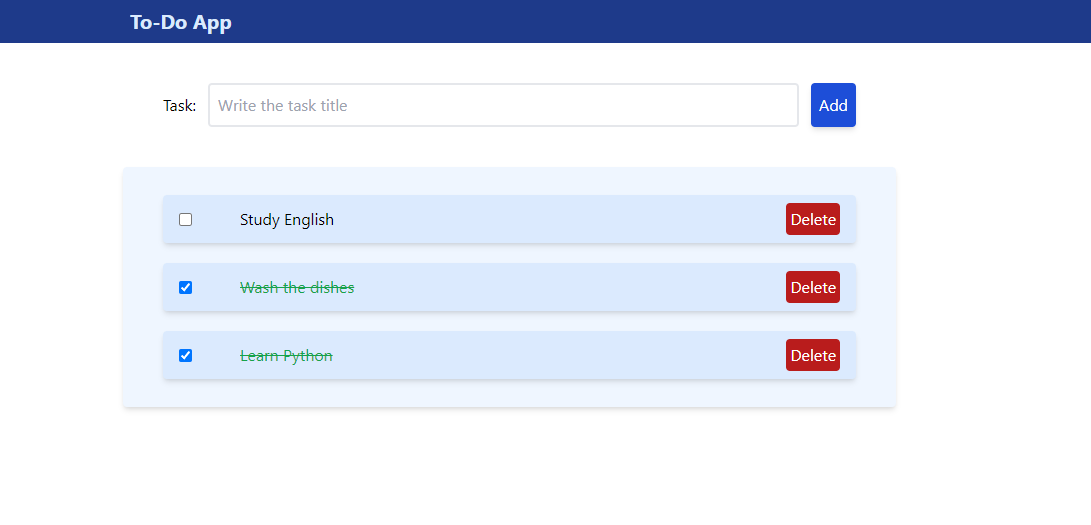 To-Do App
Task: Write the task title Add
Study English Delete
Wash the dishes Delete
Learn Python Delete